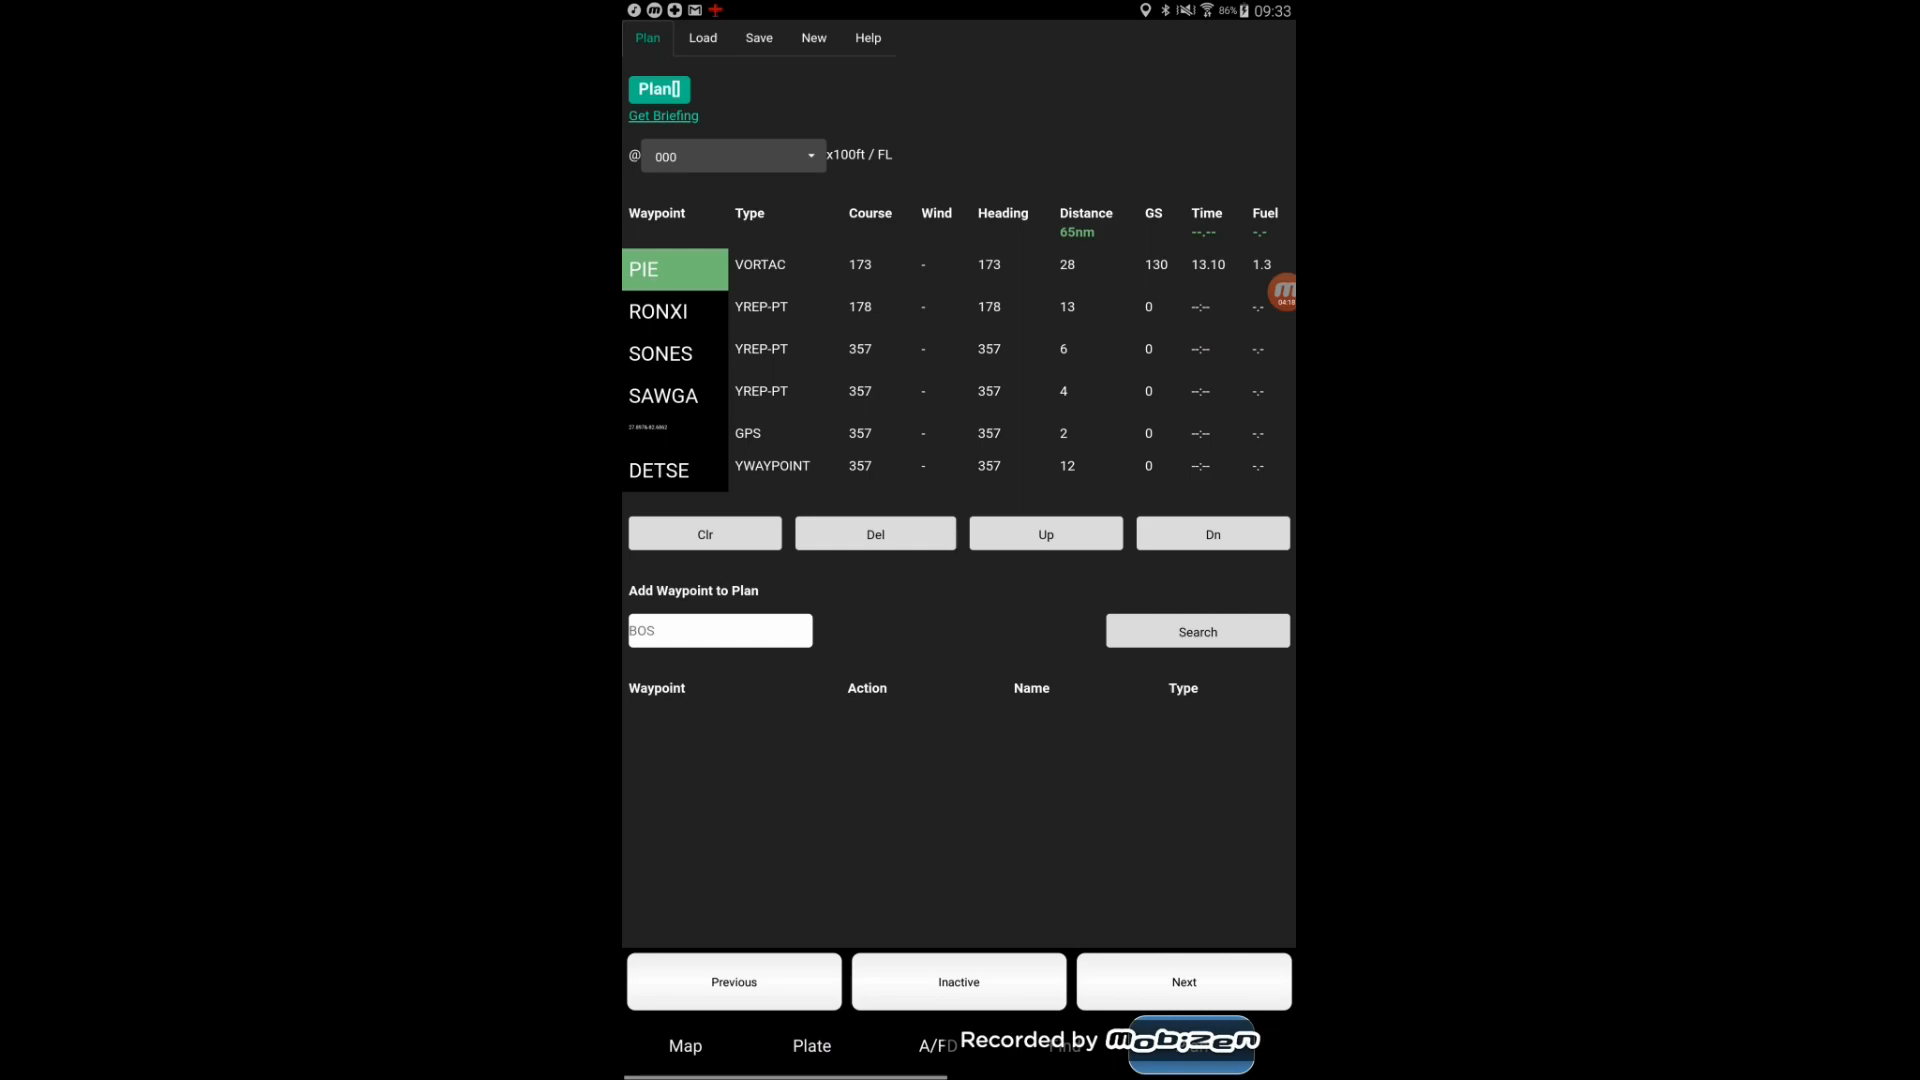 86% 09:33
Plan Load Save New Help
Plan[]
Get Briefing
@ 000 x100ft / FL
Waypoint Type Course Wind Heading Distance GS Time Fuel
65nm --.-- -.-
PIE VORTAC 173 - 173 28 130 13.10 1.3
04:18
RONXI YREP-PT 178 - 178 13 0 --:-- -.-
SONES YREP-PT 357 - 357 6 0 --:-- -.-
SAWGA YREP-PT 357 - 357 4 0 --:-- -.-
GPS 357 - 357 2 0 --:-- -.-
DETSE YWAYPOINT 357 - 357 12 0 --:-- -.-
Clr Del Up Dn
Add Waypoint to Plan
BOS Search
Waypoint Action Name Type
Previous Inactive Next
Map Plate A/FD Find
Recorded by mobizen